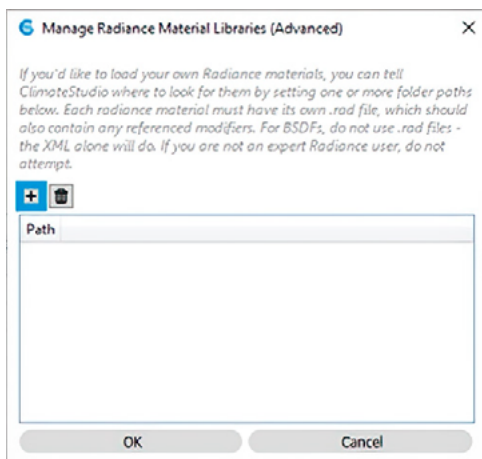 Manage Radiance Material Libraries (Advanced)
If you'd like to load your own Radiance materials, you can tell
ClimateStudio where to look for them by setting one or more folder paths
below. Each radiance material must have its own .rad file, which should
also contain any referenced modifiers. For BSDFs, do not use .rad files -
the XML alone will do. If you are not an expert Radiance user, do not
attempt.
Path
OK Cancel